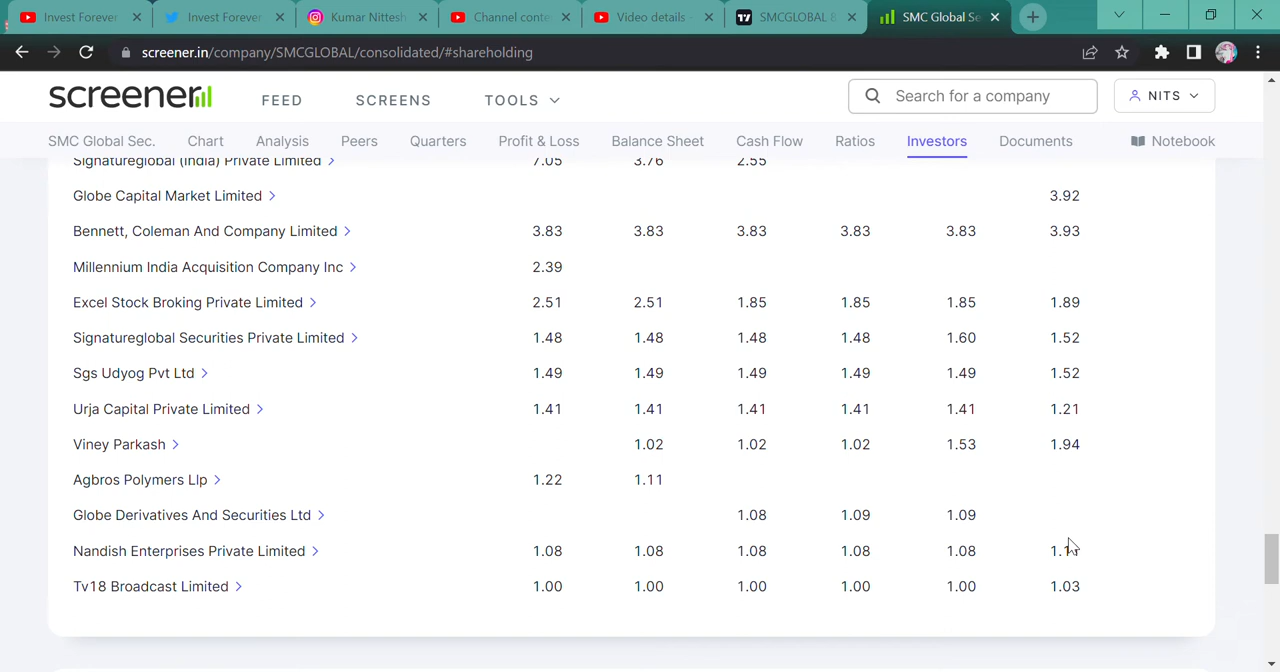 Invest Forever
Invest Forever
Kumar Nittesh
Channel conte
Video details -
SMCGLOBAL 8
SMC Global Se
screener.in/company/SMCGLOBAL/consolidated/#shareholding
screener
FEED
SCREENS
TOOLS
Search for a company
NITS
SMC Global Sec.
Chart
Analysis
Peers
Quarters
Profit & Loss
Balance Sheet
Cash Flow
Ratios
Investors
Documents
Notebook
Signatureglobal (India) Private Limited 7.05 3.76 2.55
Globe Capital Market Limited 3.92
Bennett, Coleman And Company Limited 3.83 3.83 3.83 3.83 3.83 3.93
Millennium India Acquisition Company Inc 2.39
Excel Stock Broking Private Limited 2.51 2.51 1.85 1.85 1.85 1.89
Signatureglobal Securities Private Limited 1.48 1.48 1.48 1.48 1.60 1.52
Sgs Udyog Pvt Ltd 1.49 1.49 1.49 1.49 1.49 1.52
Urja Capital Private Limited 1.41 1.41 1.41 1.41 1.41 1.21
Viney Parkash 1.02 1.02 1.02 1.53 1.94
Agbros Polymers Llp 1.22 1.11
Globe Derivatives And Securities Ltd 1.08 1.09 1.09
Nandish Enterprises Private Limited 1.08 1.08 1.08 1.08 1.08
Tv18 Broadcast Limited 1.00 1.00 1.00 1.00 1.00 1.03